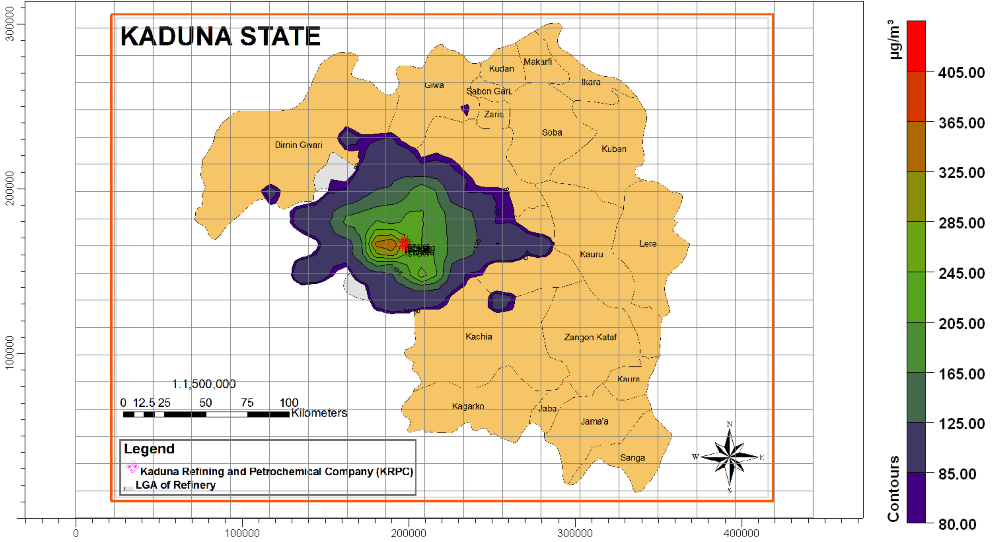 KADUNA STATE
300000
200000
100000
Kudan
Makarfi
Giwa
Sabon Gari.
Ikara
Zaria
Soba
Birnin Gwari
Kuban
Lere
Kauru
Kachia
Zangon Kataf
Kaura
Kagarko
Jaba
Jama'a
Sanga
1:1,500,000
0 12.5 25 50 75 100
Kilometers
Legend
Kaduna Refining and Petrochemical Company (KRPC)
LGA of Refinery
N
W E
S
0 100000 200000 300000 400000
µg/m³
405.00
365.00
325.00
285.00
245.00
205.00
165.00
125.00
85.00
80.00
Contours